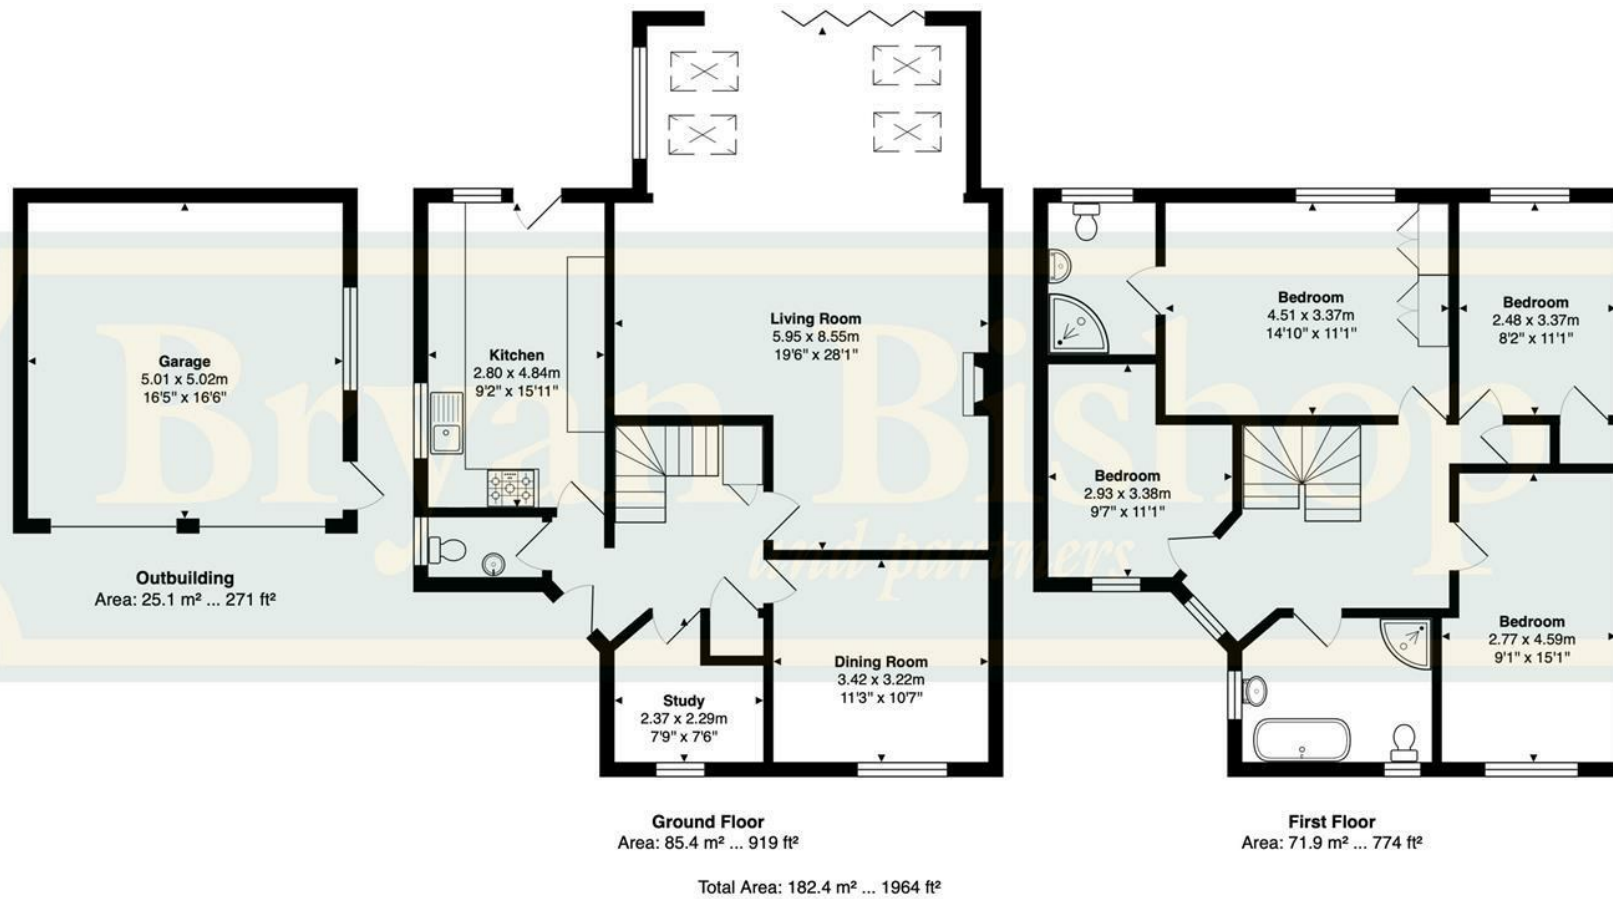 Garage
5.01 x 5.02m
16'5" x 16'6"
Outbuilding
Area: 25.1 m² ... 271 ft²
Kitchen
2.80 x 4.84m
9'2" x 15'11"
Living Room
5.95 x 8.55m
19'6" x 28'1"
Dining Room
3.42 x 3.22m
11'3" x 10'7"
Study
2.37 x 2.29m
7'9" x 7'6"
Ground Floor
Area: 85.4 m² ... 919 ft²
Bedroom
4.51 x 3.37m
14'10" x 11'1"
Bedroom
2.48 x 3.37m
8'2" x 11'1"
Bedroom
2.93 x 3.38m
9'7" x 11'1"
Bedroom
2.77 x 4.59m
9'1" x 15'1"
First Floor
Area: 71.9 m² ... 774 ft²
Total Area: 182.4 m² ... 1964 ft²
Bryan Bishop
and partners